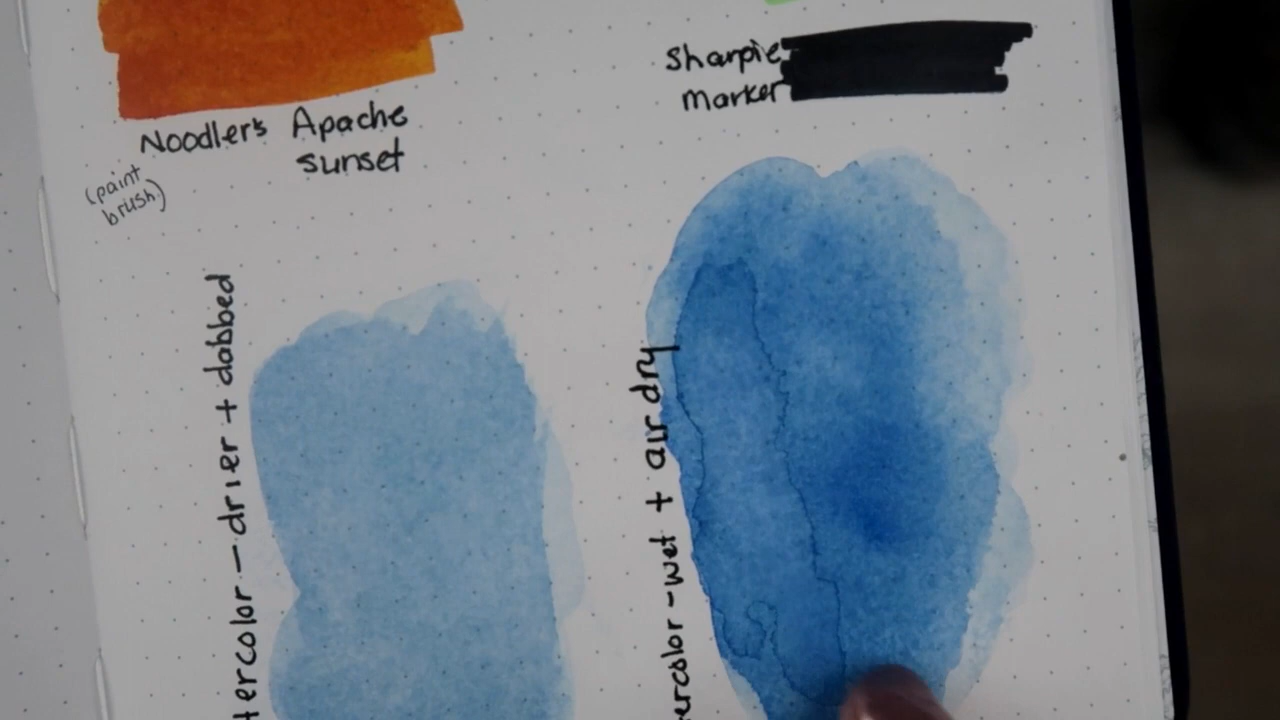 Sharpie
Marker
Noodler's Apache
sunset
(paint
brush)
tercolor - drier + dabbed
ercolor - wet + air dry